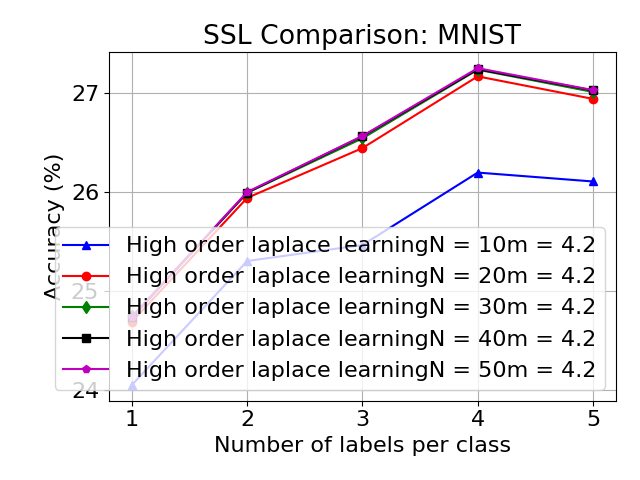 SSL Comparison: MNIST
Accuracy (%)
27
26
25
24
High order laplace learningN = 10m = 4.2
High order laplace learningN = 20m = 4.2
High order laplace learningN = 30m = 4.2
High order laplace learningN = 40m = 4.2
High order laplace learningN = 50m = 4.2
1 2 3 4 5
Number of labels per class